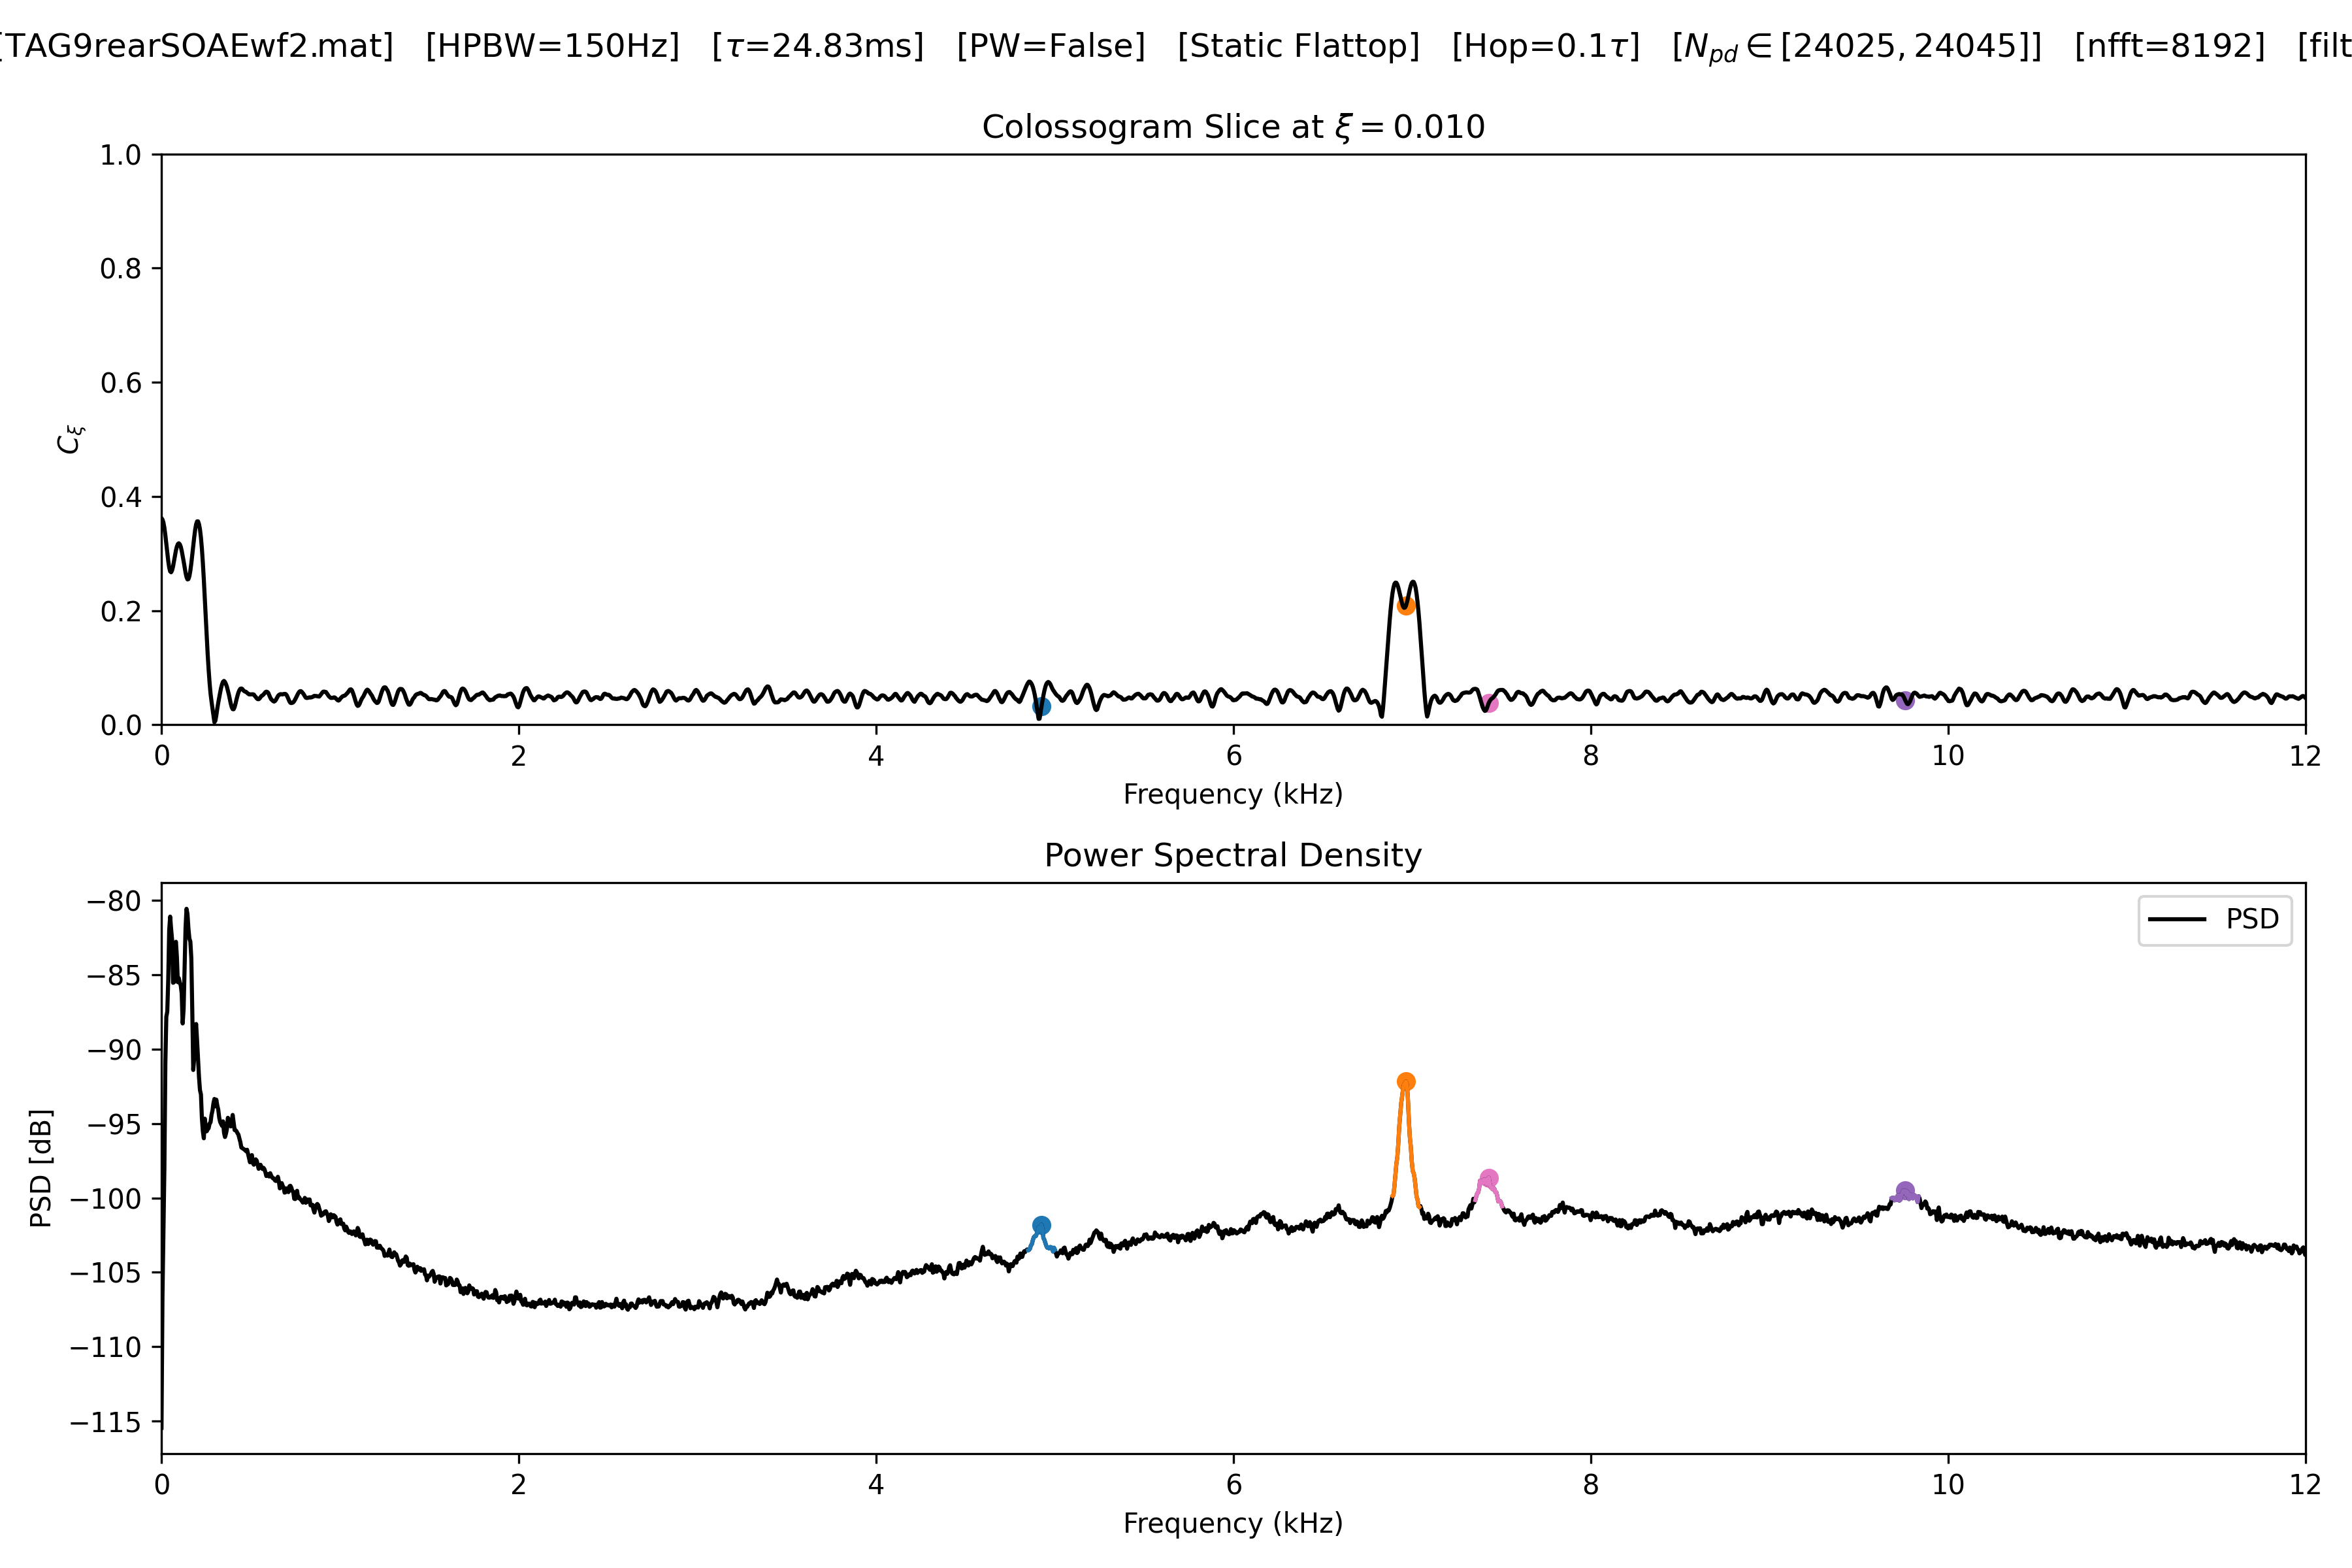 [TAG9rearSOAEwf2.mat] [HPBW=150Hz] [τ=24.83ms] [PW=False] [Static Flattop] [Hop=0.1τ] [N_pd ∈ [24025, 24045]] [nfft=8192] [filt
Colossogram Slice at ξ = 0.010
1.0
0.8
0.6
0.4
0.2
0.0
C_ξ
0 2 4 6 8 10 12
Frequency (kHz)
Power Spectral Density
PSD
−80
−85
−90
−95
−100
−105
−110
−115
PSD [dB]
0 2 4 6 8 10 12
Frequency (kHz)